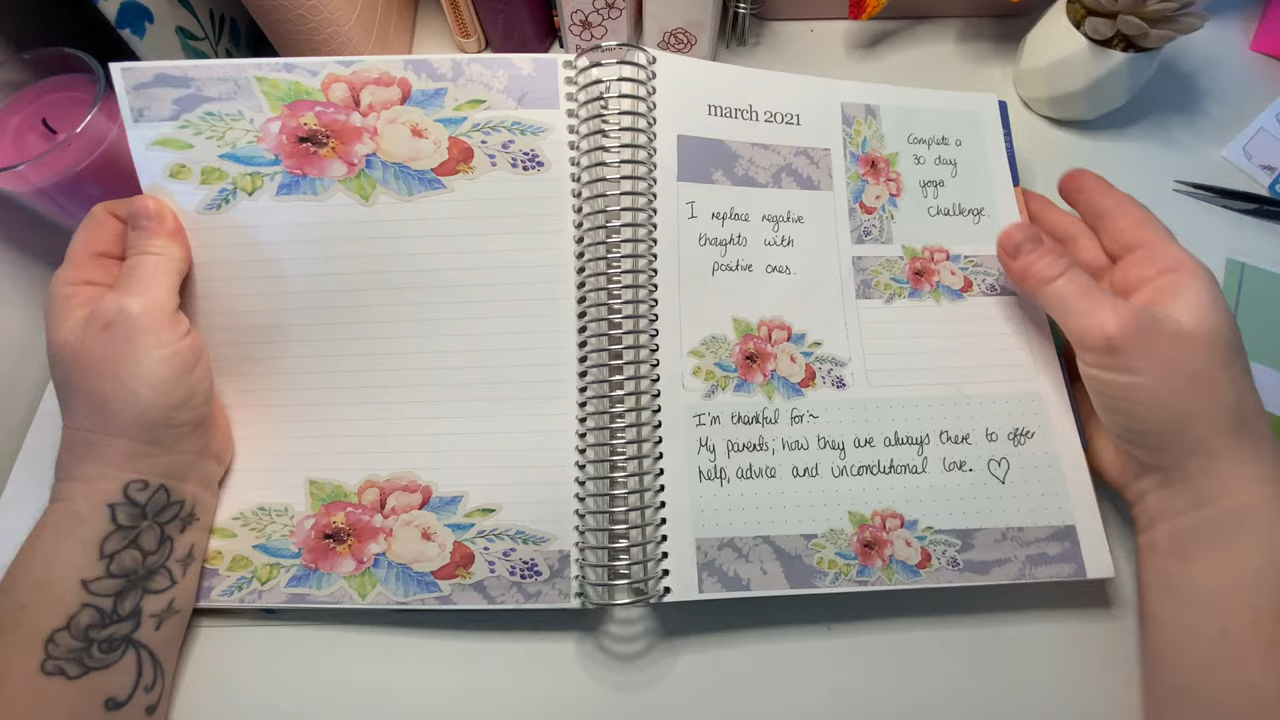 march 2021
I replace negative
thoughts with
positive ones.
Complete a
30 day
yoga
challenge.
I'm thankful for:~
My parents; how they are always there to offer
help, advice and unconditional love. ♡